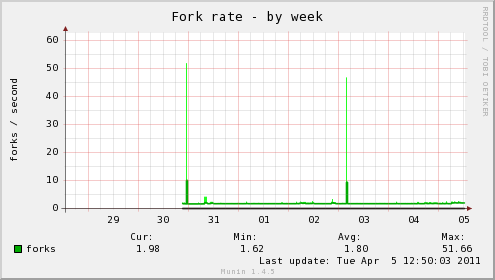 Fork rate - by week
RRDTOOL / TOBI OETIKER
forks / second
60
50
40
30
20
10
0
29 30 31 01 02 03 04 05
Cur: Min: Avg: Max:
forks 1.98 1.62 1.80 51.66
Last update: Tue Apr 5 12:50:03 2011
Munin 1.4.5